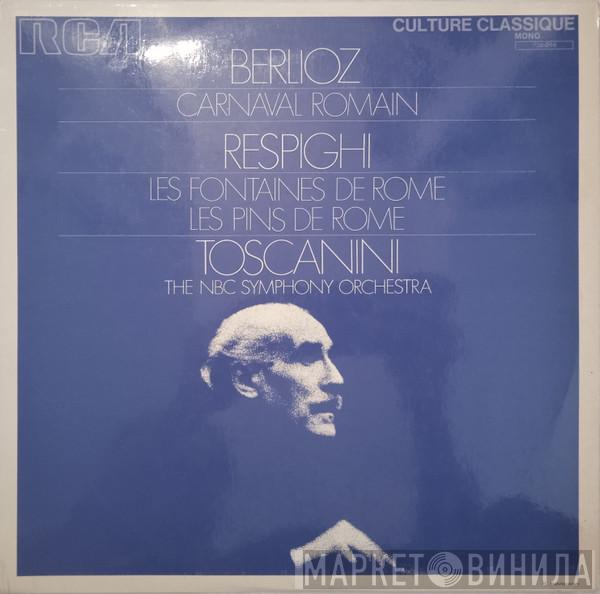 RCA
CULTURE CLASSIQUE
MONO
BERLIOZ
CARNAVAL ROMAIN
RESPIGHI
LES FONTAINES DE ROME
LES PINS DE ROME
TOSCANINI
THE NBC SYMPHONY ORCHESTRA
МАРКЕТ ВИНИЛА